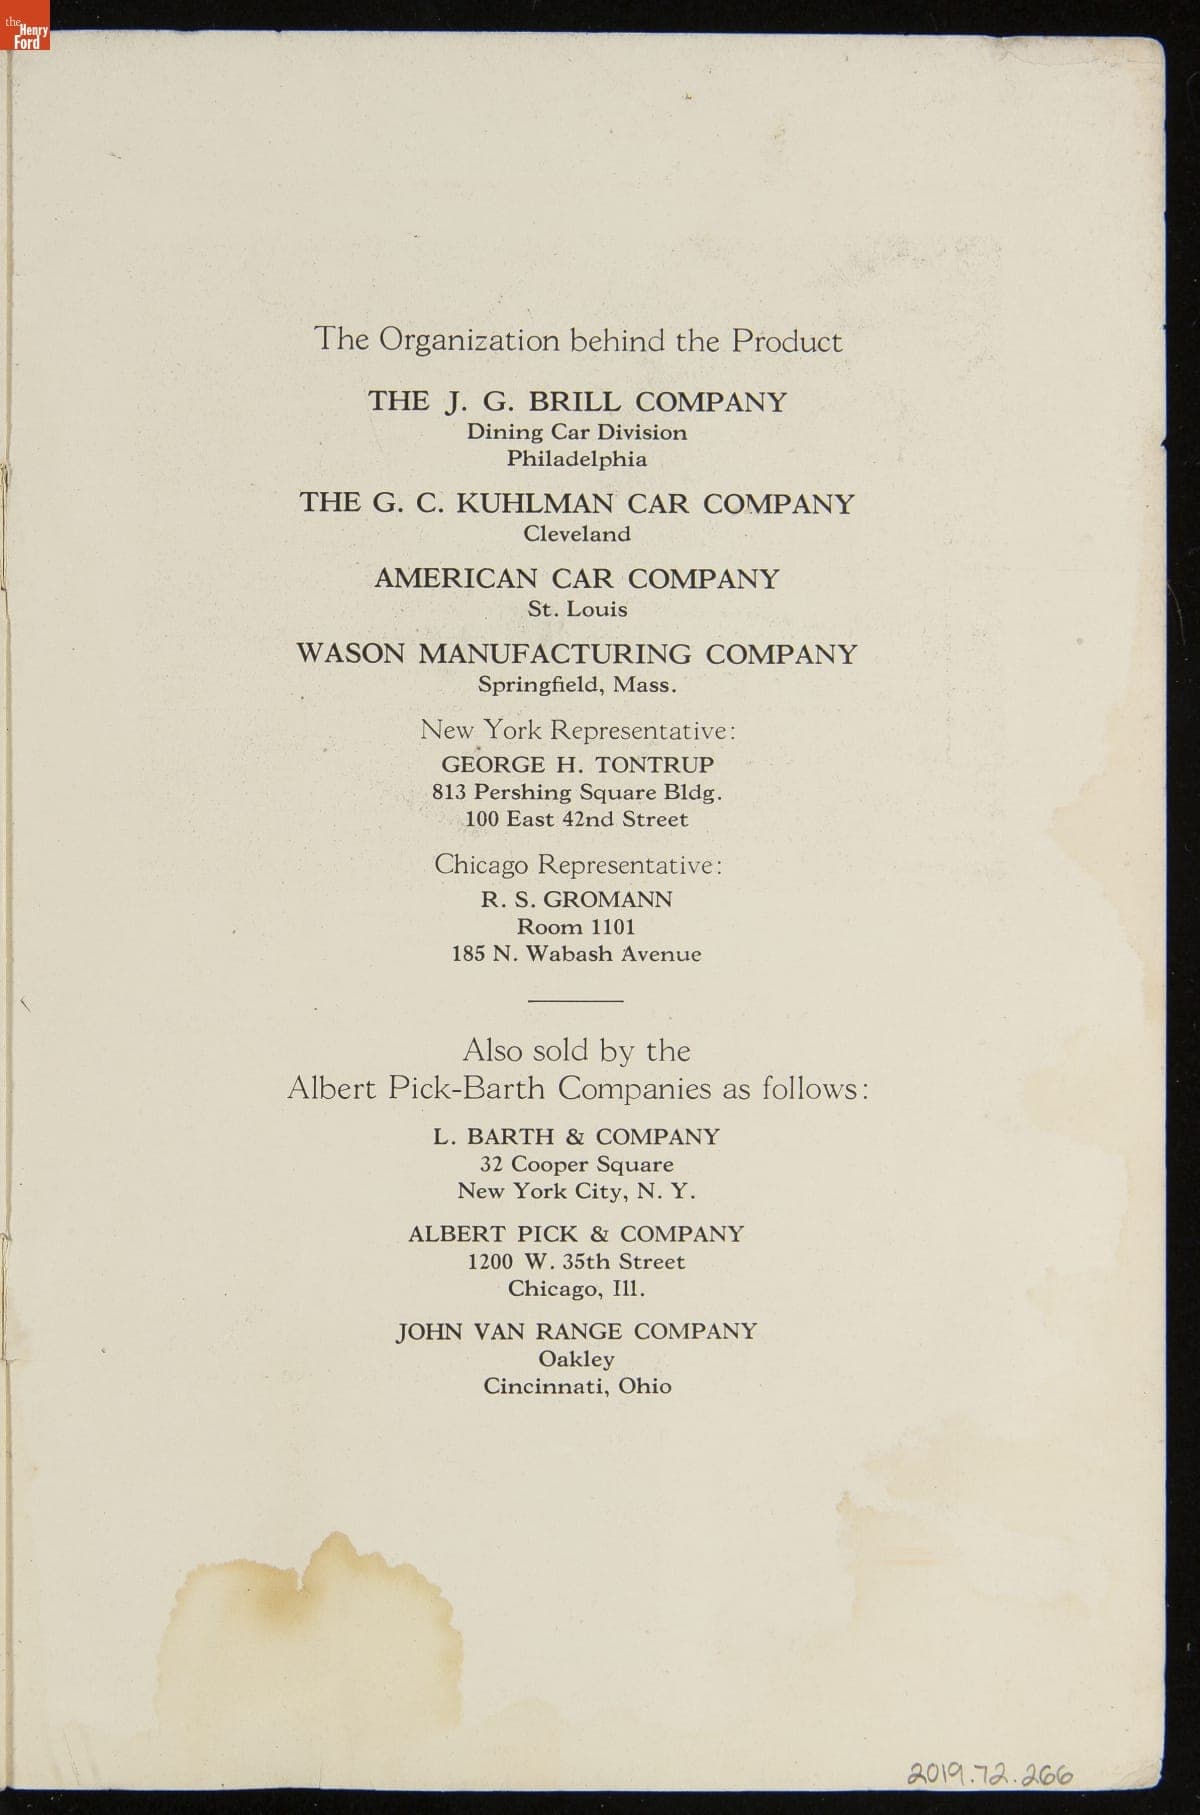 the
Henry
Ford
The Organization behind the Product
THE J. G. BRILL COMPANY
Dining Car Division
Philadelphia
THE G. C. KUHLMAN CAR COMPANY
Cleveland
AMERICAN CAR COMPANY
St. Louis
WASON MANUFACTURING COMPANY
Springfield, Mass.
New York Representative:
GEORGE H. TONTRUP
813 Pershing Square Bldg.
100 East 42nd Street
Chicago Representative:
R. S. GROMANN
Room 1101
185 N. Wabash Avenue
Also sold by the
Albert Pick-Barth Companies as follows:
L. BARTH & COMPANY
32 Cooper Square
New York City, N. Y.
ALBERT PICK & COMPANY
1200 W. 35th Street
Chicago, Ill.
JOHN VAN RANGE COMPANY
Oakley
Cincinnati, Ohio
2019.72.266